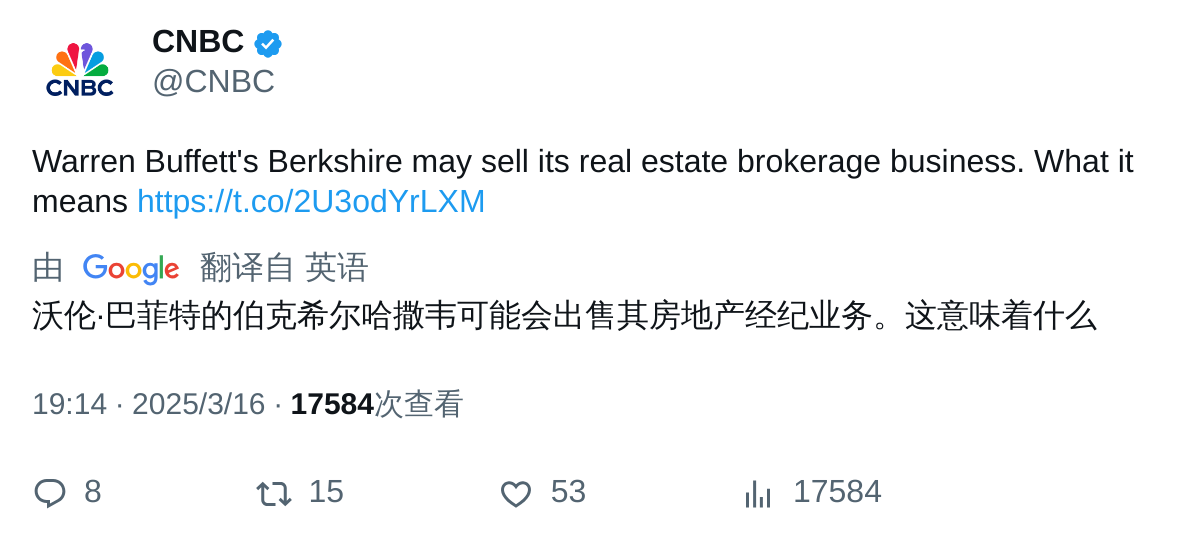 CNBC
CNBC
@CNBC
Warren Buffett's Berkshire may sell its real estate brokerage business. What it
means https://t.co/2U3odYrLXM
由 Google 翻译自 英语
沃伦·巴菲特的伯克希尔哈撒韦可能会出售其房地产经纪业务。这意味着什么
19:14 · 2025/3/16 · 17584次查看
8 15 53 17584